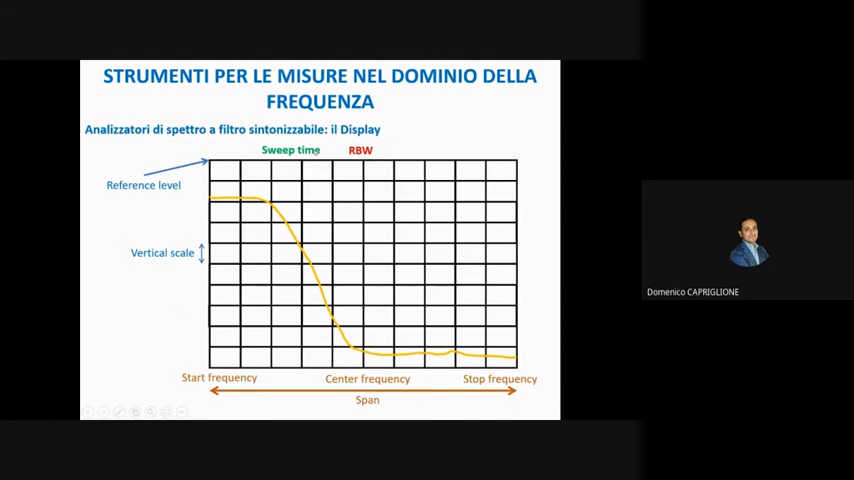 STRUMENTI PER LE MISURE NEL DOMINIO DELLA
FREQUENZA
Analizzatori di spettro a filtro sintonizzabile: il Display
Sweep time RBW
Reference level
Vertical scale
Start frequency Center frequency Stop frequency
Span
Domenico CAPRIGLIONE